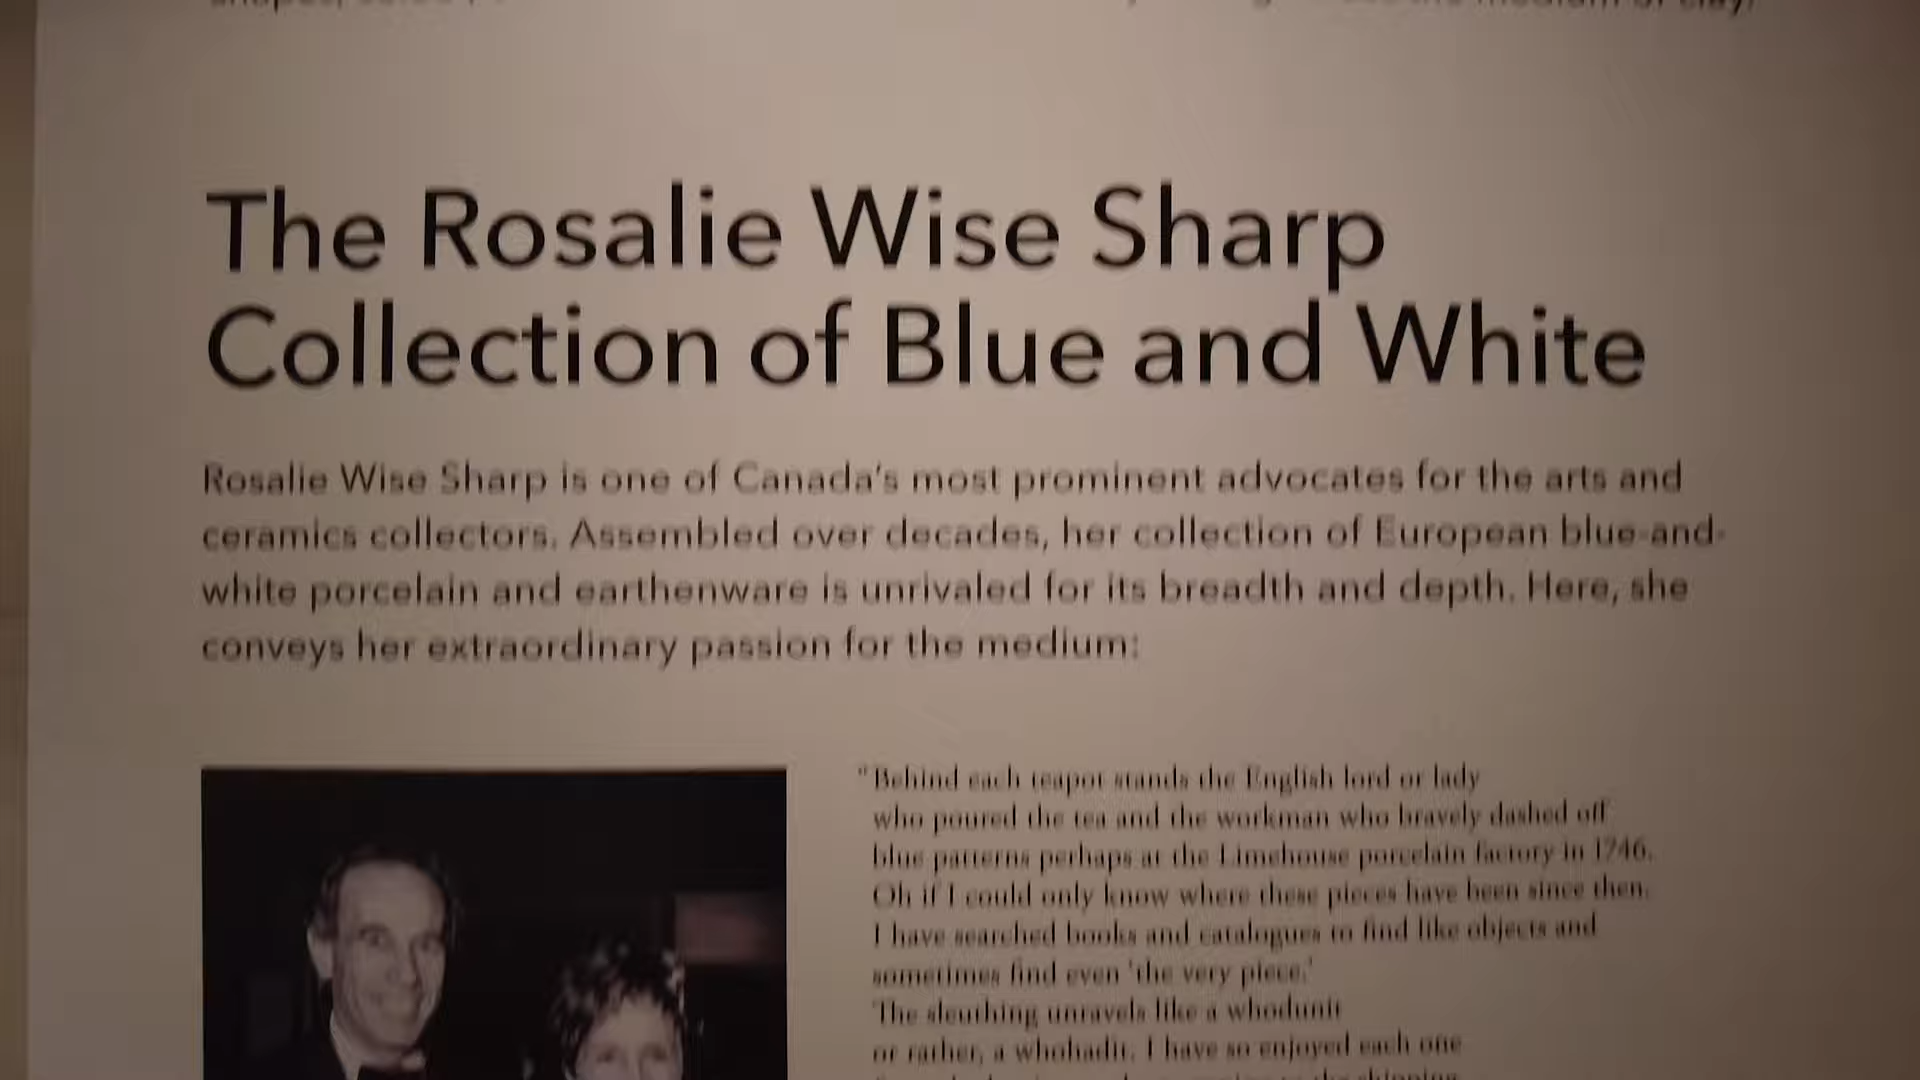 the medium of clay.
The Rosalie Wise Sharp
Collection of Blue and White
Rosalie Wise Sharp is one of Canada's most prominent advocates for the arts and
ceramics collectors. Assembled over decades, her collection of European blue-and-
white porcelain and earthenware is unrivaled for its breadth and depth. Here, she
conveys her extraordinary passion for the medium:
"Behind each teapot stands the English lord or lady
who poured the tea and the workman who bravely dashed off
blue patterns perhaps at the Limehouse porcelain factory in 1746.
Oh if I could only know where these pieces have been since then.
I have searched books and catalogues to find like objects and
sometimes find even 'the very piece.'
The sleuthing unravels like a whodunit
or rather, a whohadit. I have so enjoyed each one
the shipping